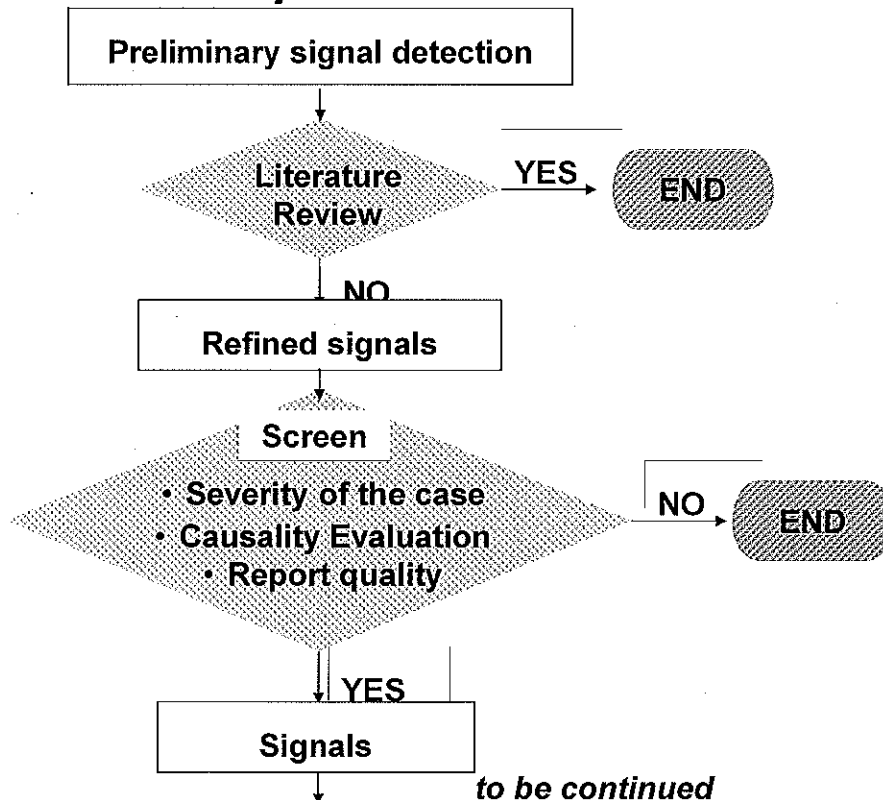 Preliminary signal detection
Literature
Review
YES
END
NO
Refined signals
Screen
• Severity of the case
• Causality Evaluation
• Report quality
NO
END
YES
Signals
to be continued